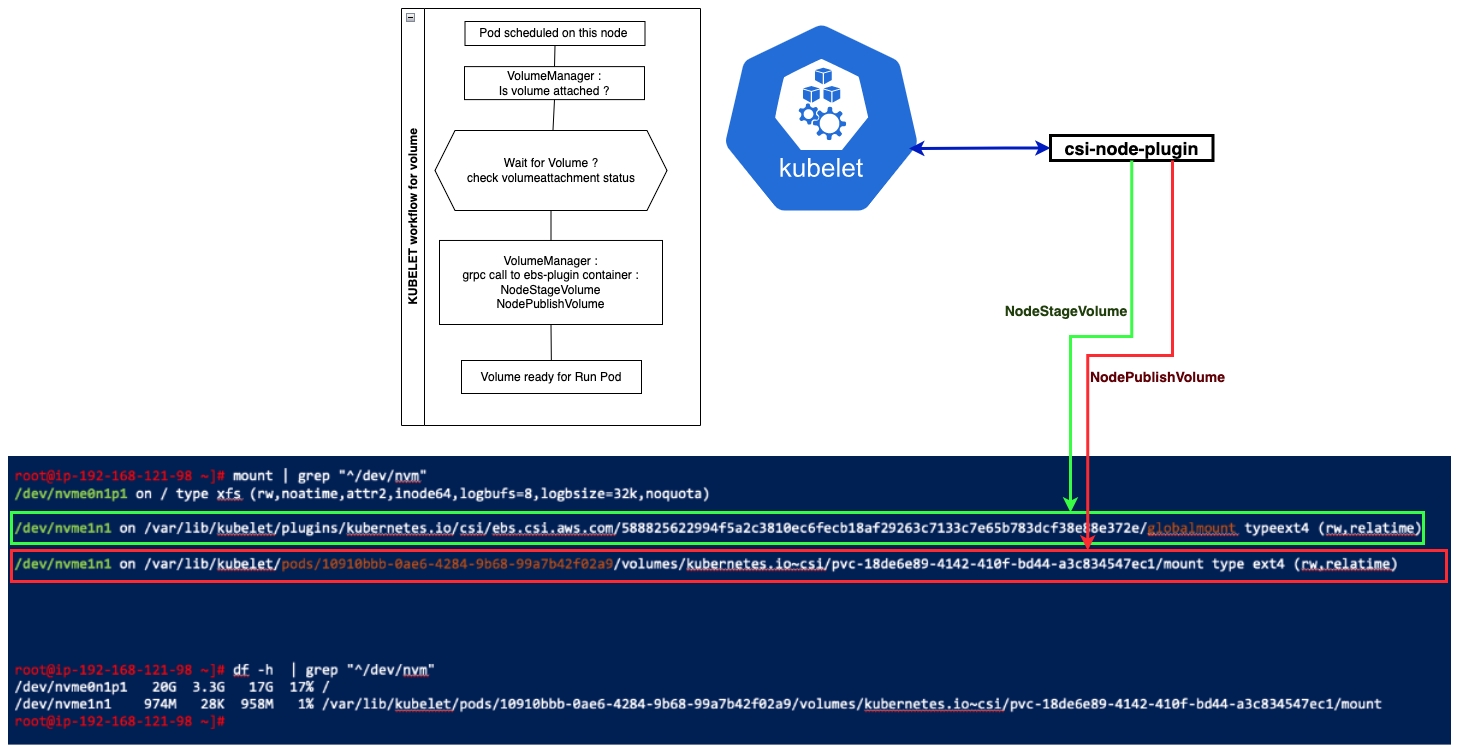 KUBELET workflow for volume
Pod scheduled on this node
VolumeManager :
Is volume attached ?
Wait for Volume ?
check volumeattachment status
VolumeManager :
grpc call to ebs-plugin container :
NodeStageVolume
NodePublishVolume
Volume ready for Run Pod
kubelet
csi-node-plugin
NodeStageVolume
NodePublishVolume
root@ip-192-168-121-98 ~]# mount | grep "^/dev/nvm"
/dev/nvme0n1p1 on / type xfs (rw,noatime,attr2,inode64,logbufs=8,logbsize=32k,noquota)
/dev/nvme1n1 on /var/lib/kubelet/plugins/kubernetes.io/csi/ebs.csi.aws.com/588825622994f5a2c3810ec6fecb18af29263c7133c7e65b783dcf38e88e372e/globalmount typeext4 (rw,relatime)
/dev/nvme1n1 on /var/lib/kubelet/pods/10910bbb-0ae6-4284-9b68-99a7b42f02a9/volumes/kubernetes.io~csi/pvc-18de6e89-4142-410f-bd44-a3c834547ec1/mount type ext4 (rw,relatime)
root@ip-192-168-121-98 ~]# df -h | grep "^/dev/nvm"
/dev/nvme0n1p1 20G 3.3G 17G 17% /
/dev/nvme1n1 974M 28K 958M 1% /var/lib/kubelet/pods/10910bbb-0ae6-4284-9b68-99a7b42f02a9/volumes/kubernetes.io~csi/pvc-18de6e89-4142-410f-bd44-a3c834547ec1/mount
root@ip-192-168-121-98 ~]#